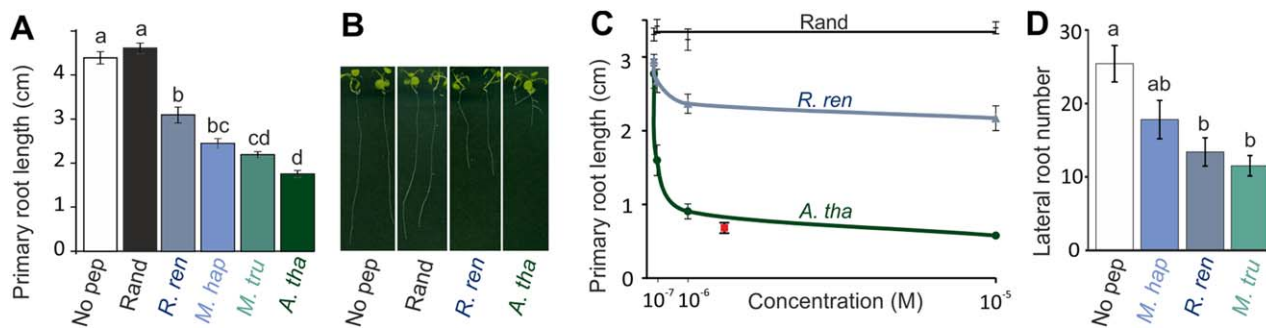 A
Primary root length (cm)
4
3
2
1
0
a
a
b
bc
cd
d
No pep
Rand
R. ren
M. hap
M. tru
A. tha
B
No pep
Rand
R. ren
A. tha
C
Primary root length (cm)
3
2
1
0
Rand
R. ren
A. tha
10⁻⁷
10⁻⁶
Concentration (M)
10⁻⁵
D
Lateral root number
30
20
10
0
a
ab
b
b
No pep
M. hap
R. ren
M. tru